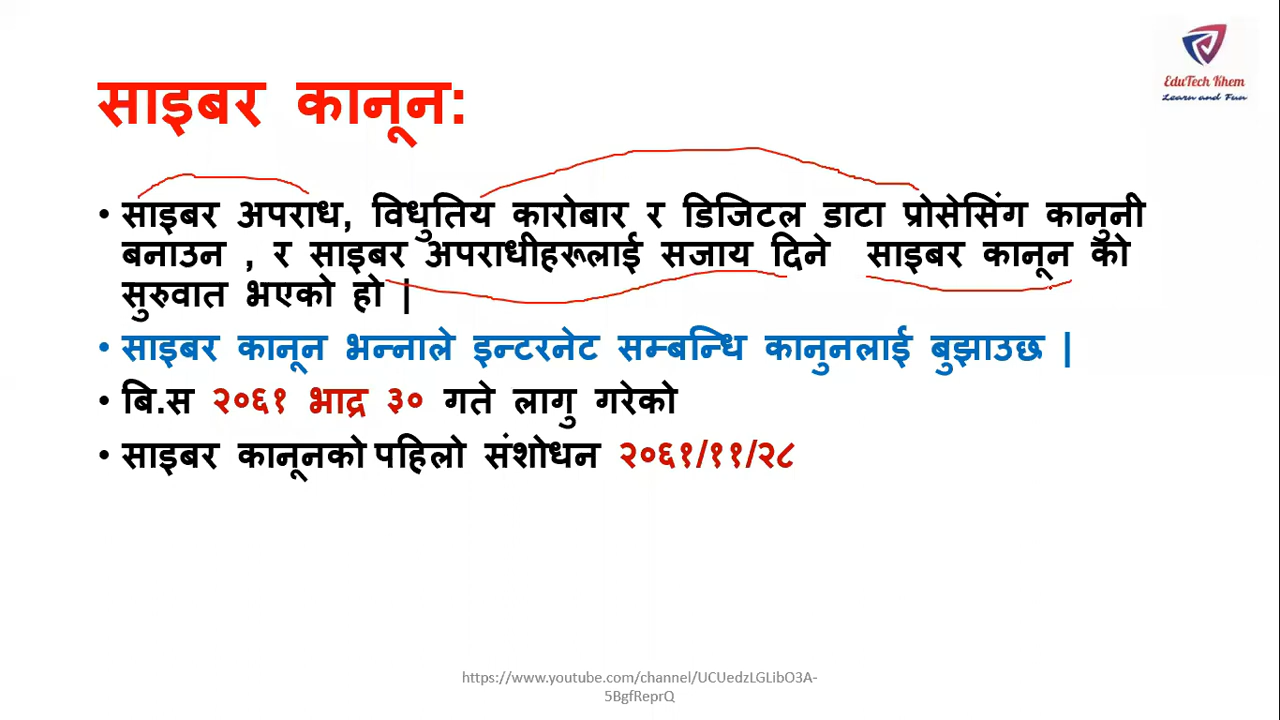 EduTech Khem
Learn and Fun
साइबर कानून:
• साइबर अपराध, विधुतिय कारोबार र डिजिटल डाटा प्रोसेसिंग कानुनी
बनाउन , र साइबर अपराधीहरूलाई सजाय दिने साइबर कानून को
सुरुवात भएको हो |
• साइबर कानून भन्नाले इन्टरनेट सम्बन्धि कानुनलाई बुझाउछ |
• बि.स २०६१ भाद्र ३० गते लागु गरेको
• साइबर कानूनको पहिलो संशोधन २०६१/११/२८
https://www.youtube.com/channel/UCUedzLGLibO3A-
5BgfReprQ